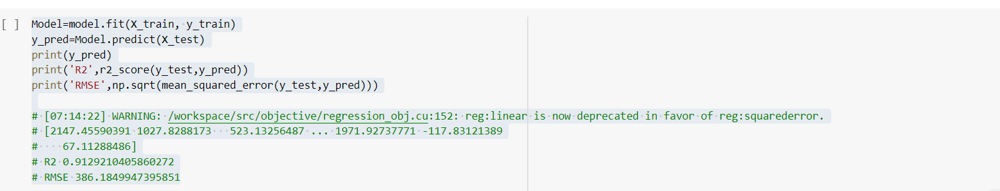 [ ] Model=model.fit(X_train, y_train)
y_pred=Model.predict(X_test)
print(y_pred)
print('R2',r2_score(y_test,y_pred))
print('RMSE',np.sqrt(mean_squared_error(y_test,y_pred)))
# [07:14:22] WARNING: /workspace/src/objective/regression_obj.cu:152: reg:linear is now deprecated in favor of reg:squarederror.
# [2147.45590391 1027.8288173   523.13256487 ... 1971.92737771 -117.83121389
#    67.11288486]
# R2 0.9129210405860272
# RMSE 386.1849947395851